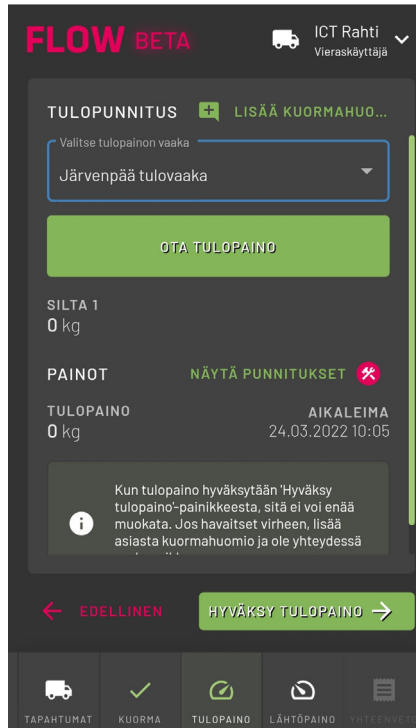 FLOW BETA
ICT Rahti
Vieraskäyttäjä
TULOPUNNITUS
LISÄÄ KUORMAHUO...
Valitse tulopainon vaaka
Järvenpää tulovaaka
OTA TULOPAINO
SILTA 1
0 kg
PAINOT
NÄYTÄ PUNNITUKSET
TULOPAINO
AIKALEIMA
0 kg
24.03.2022 10:05
Kun tulopaino hyväksytään 'Hyväksy
tulopaino'-painikkeesta, sitä ei voi enää
muokata. Jos havaitset virheen, lisää
asiasta kuormahuomio ja ole yhteydessä
EDELLINEN
HYVÄKSY TULOPAINO
TAPAHTUMAT
KUORMA
TULOPAINO
LÄHTÖPAINO
YHTEENVETO